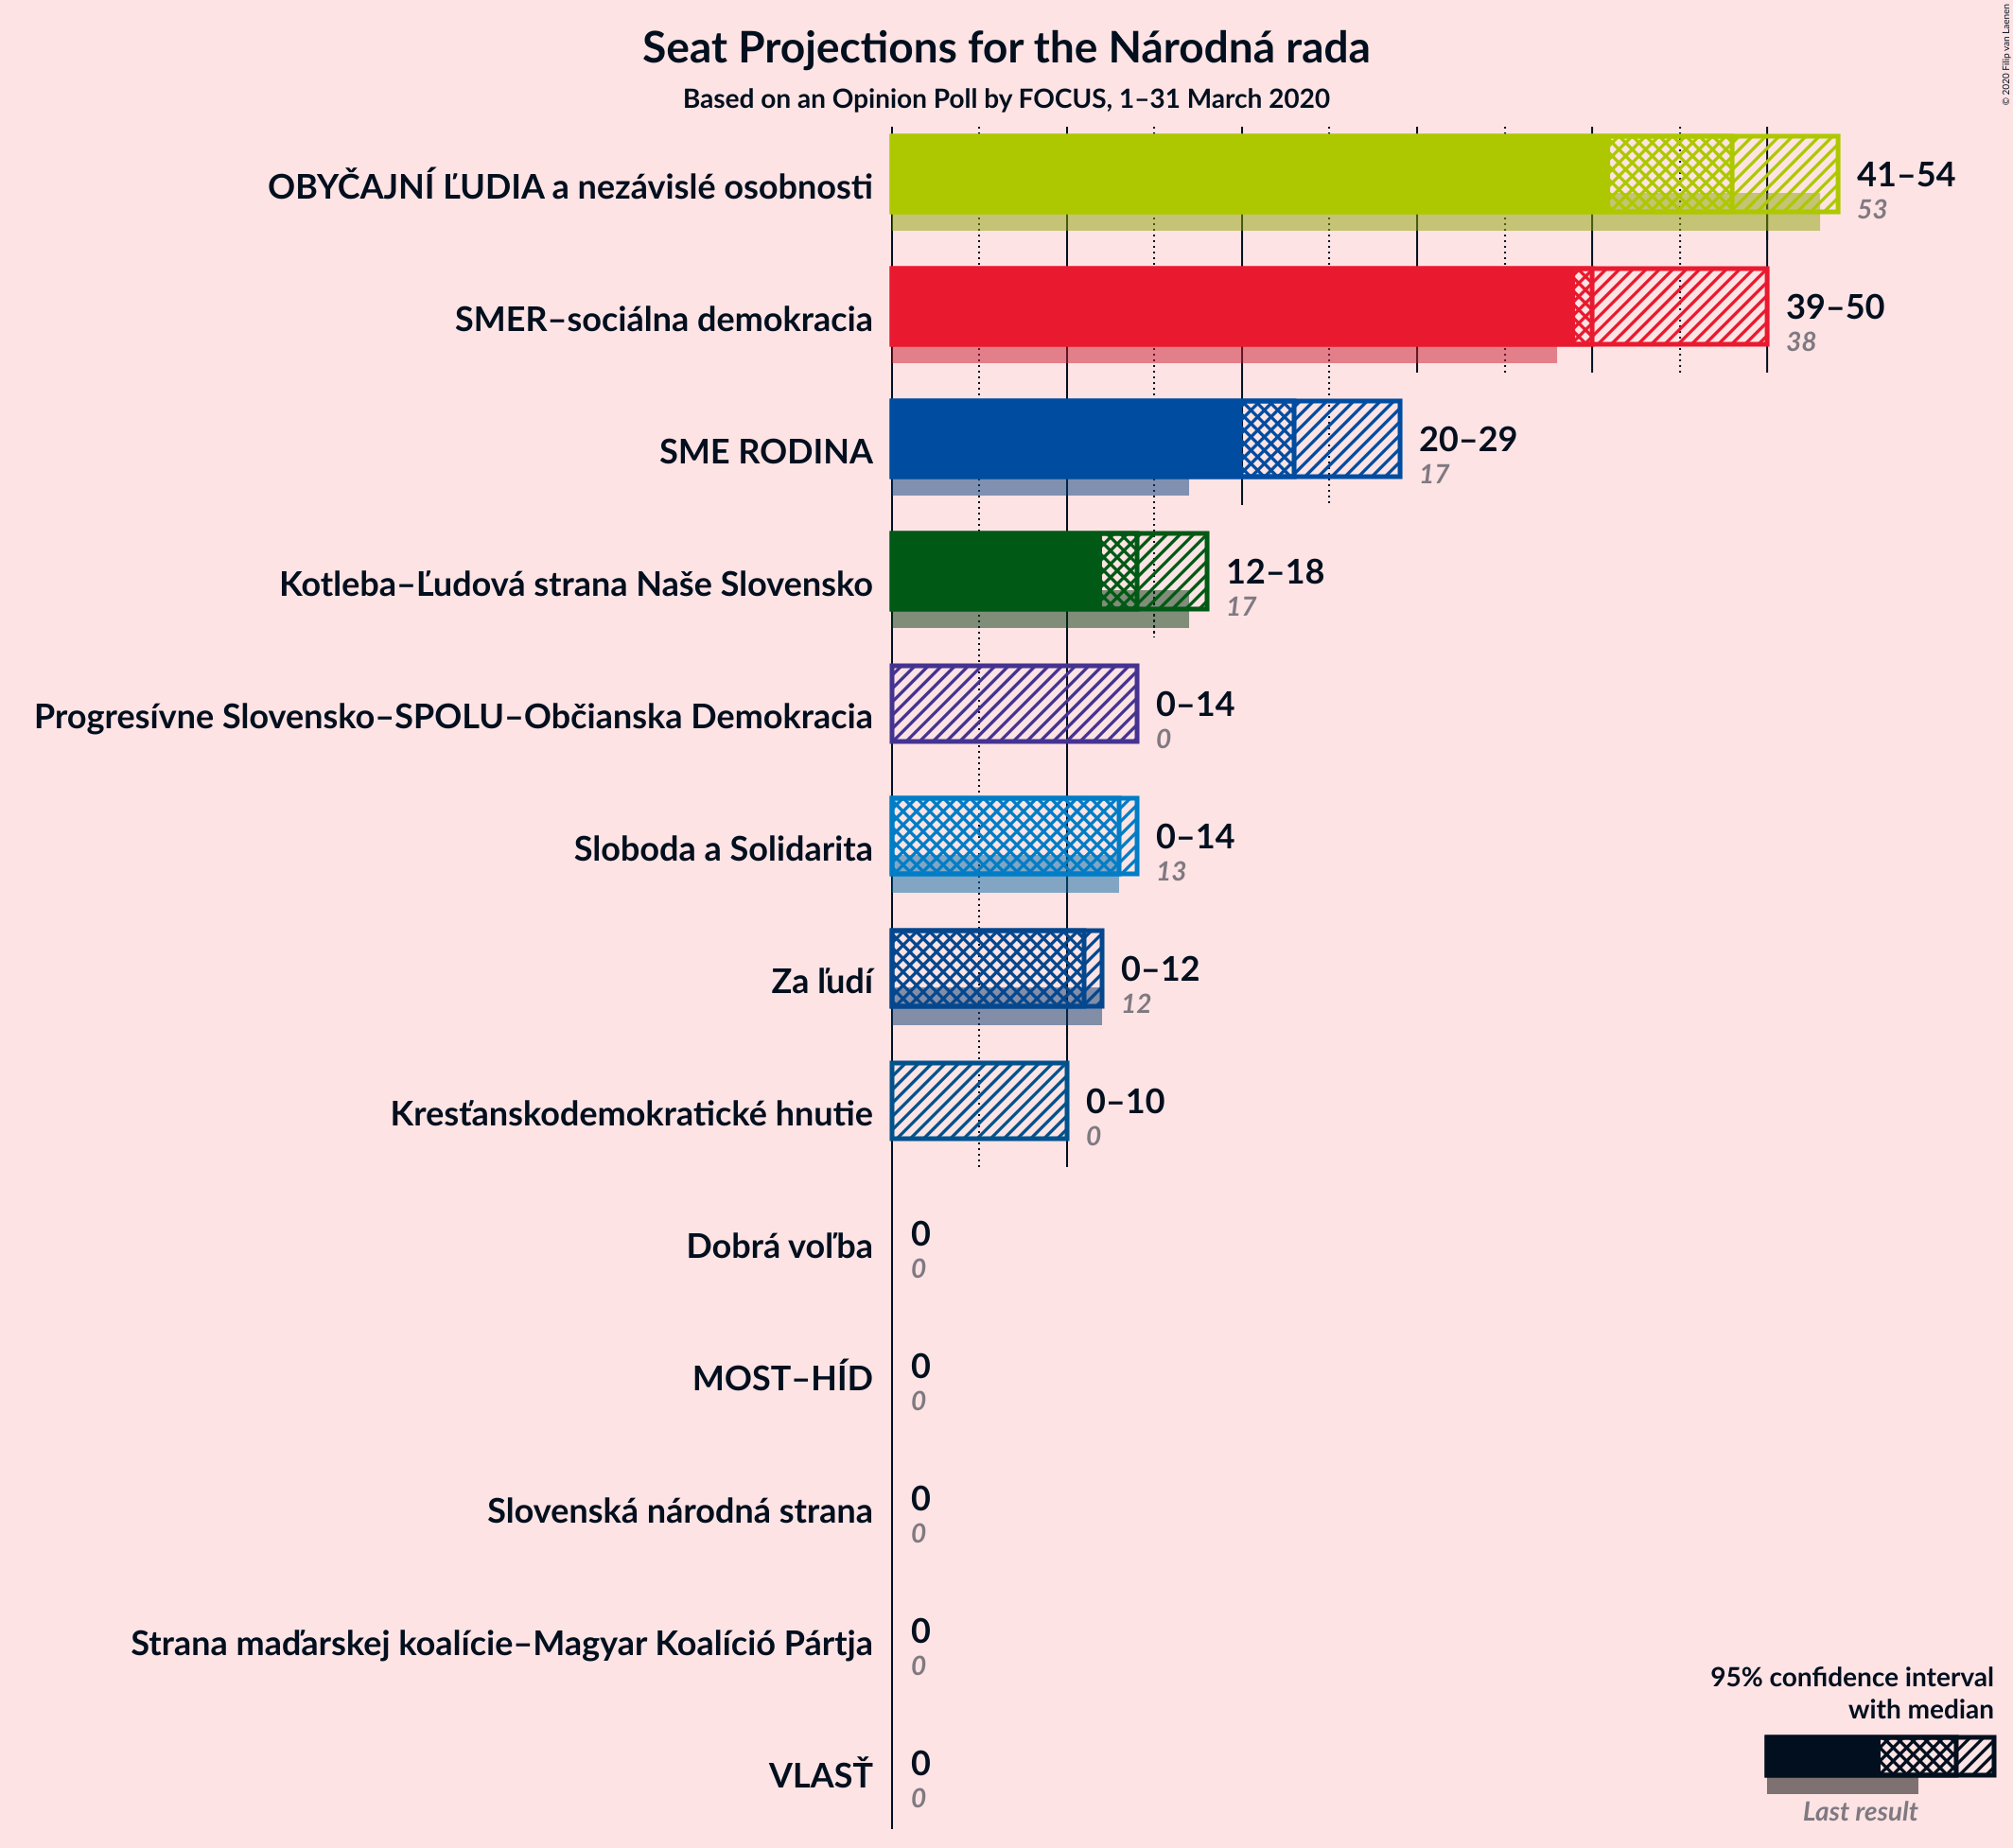 Seat Projections for the Národná rada
Based on an Opinion Poll by FOCUS, 1–31 March 2020
© 2020 Filip van Laenen
OBYČAJNÍ ĽUDIA a nezávislé osobnosti
41–54
53
SMER–sociálna demokracia
39–50
38
SME RODINA
20–29
17
Kotleba–Ľudová strana Naše Slovensko
12–18
17
Progresívne Slovensko–SPOLU–Občianska Demokracia
0–14
0
Sloboda a Solidarita
0–14
13
Za ľudí
0–12
12
Kresťanskodemokratické hnutie
0–10
0
Dobrá voľba
0
0
MOST–HÍD
0
0
Slovenská národná strana
0
0
Strana maďarskej koalície–Magyar Koalíció Pártja
0
0
VLASŤ
0
0
95% confidence interval
with median
Last result